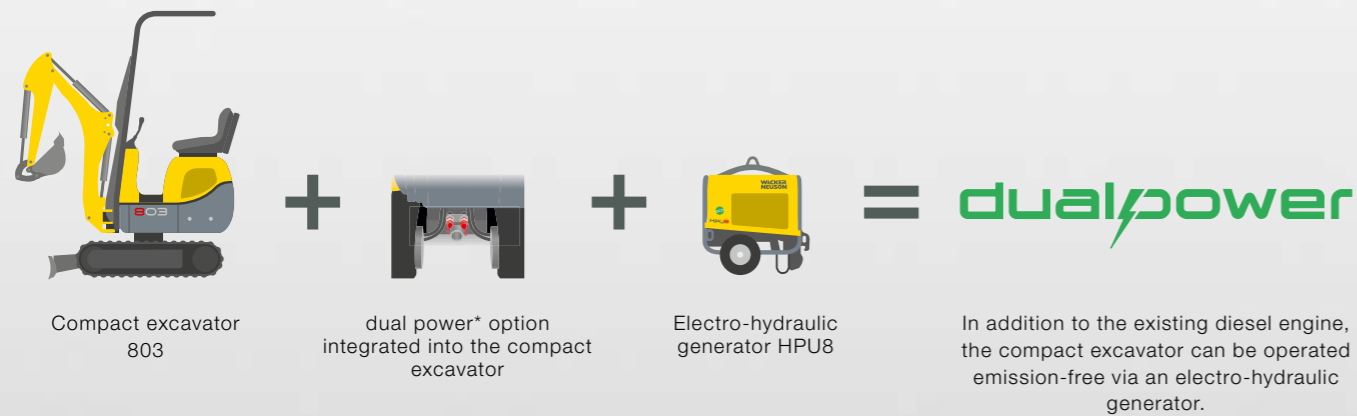 WACKER
NEUSON
803
HPU8
+
+
=
dualpower
Compact excavator
803
dual power* option
integrated into the compact
excavator
Electro-hydraulic
generator HPU8
In addition to the existing diesel engine,
the compact excavator can be operated
emission-free via an electro-hydraulic
generator.